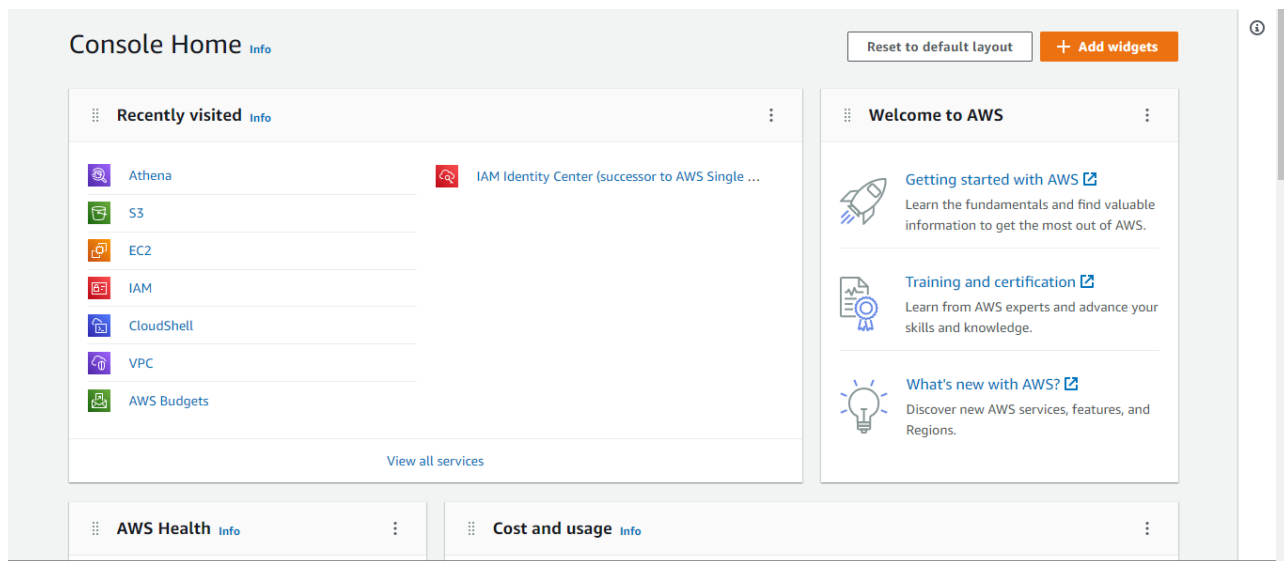 Console Home Info
Reset to default layout
+ Add widgets
Recently visited Info
Athena
S3
EC2
IAM
CloudShell
VPC
AWS Budgets
IAM Identity Center (successor to AWS Single ...
View all services
Welcome to AWS
Getting started with AWS
Learn the fundamentals and find valuable
information to get the most out of AWS.
Training and certification
Learn from AWS experts and advance your
skills and knowledge.
What's new with AWS?
Discover new AWS services, features, and
Regions.
AWS Health Info
Cost and usage Info